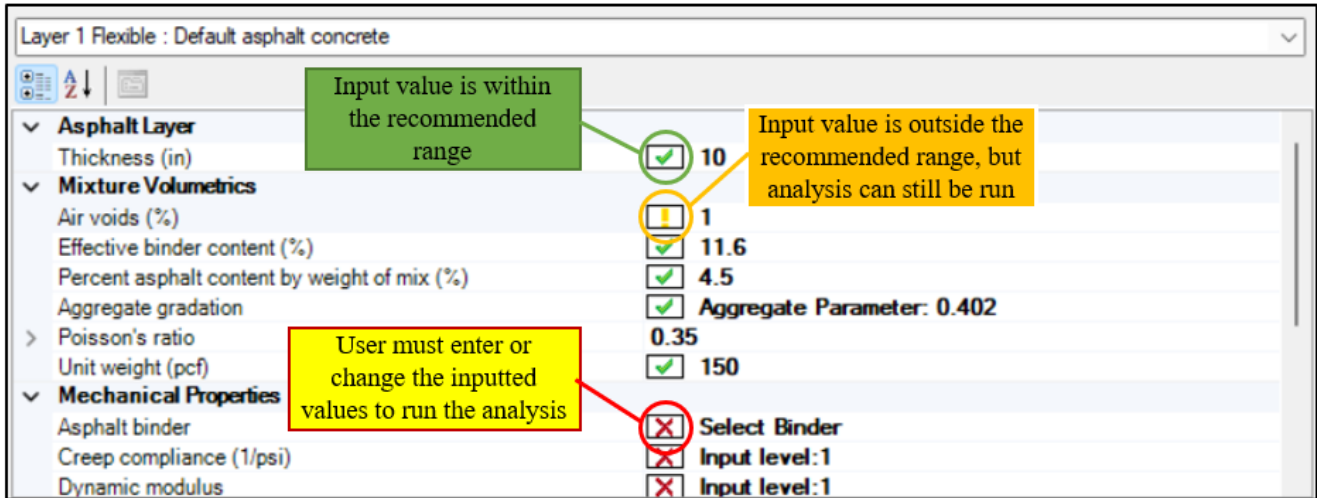 Layer 1 Flexible : Default asphalt concrete
A
Z
Input value is within
the recommended
range
Input value is outside the
recommended range, but
analysis can still be run
Asphalt Layer
Thickness (in) 10
Mixture Volumetrics
Air voids (%) 1
Effective binder content (%) 11.6
Percent asphalt content by weight of mix (%) 4.5
Aggregate gradation Aggregate Parameter: 0.402
Poisson's ratio 0.35
Unit weight (pcf) 150
User must enter or
change the inputted
values to run the analysis
Mechanical Properties
Asphalt binder Select Binder
Creep compliance (1/psi) Input level:1
Dynamic modulus Input level:1